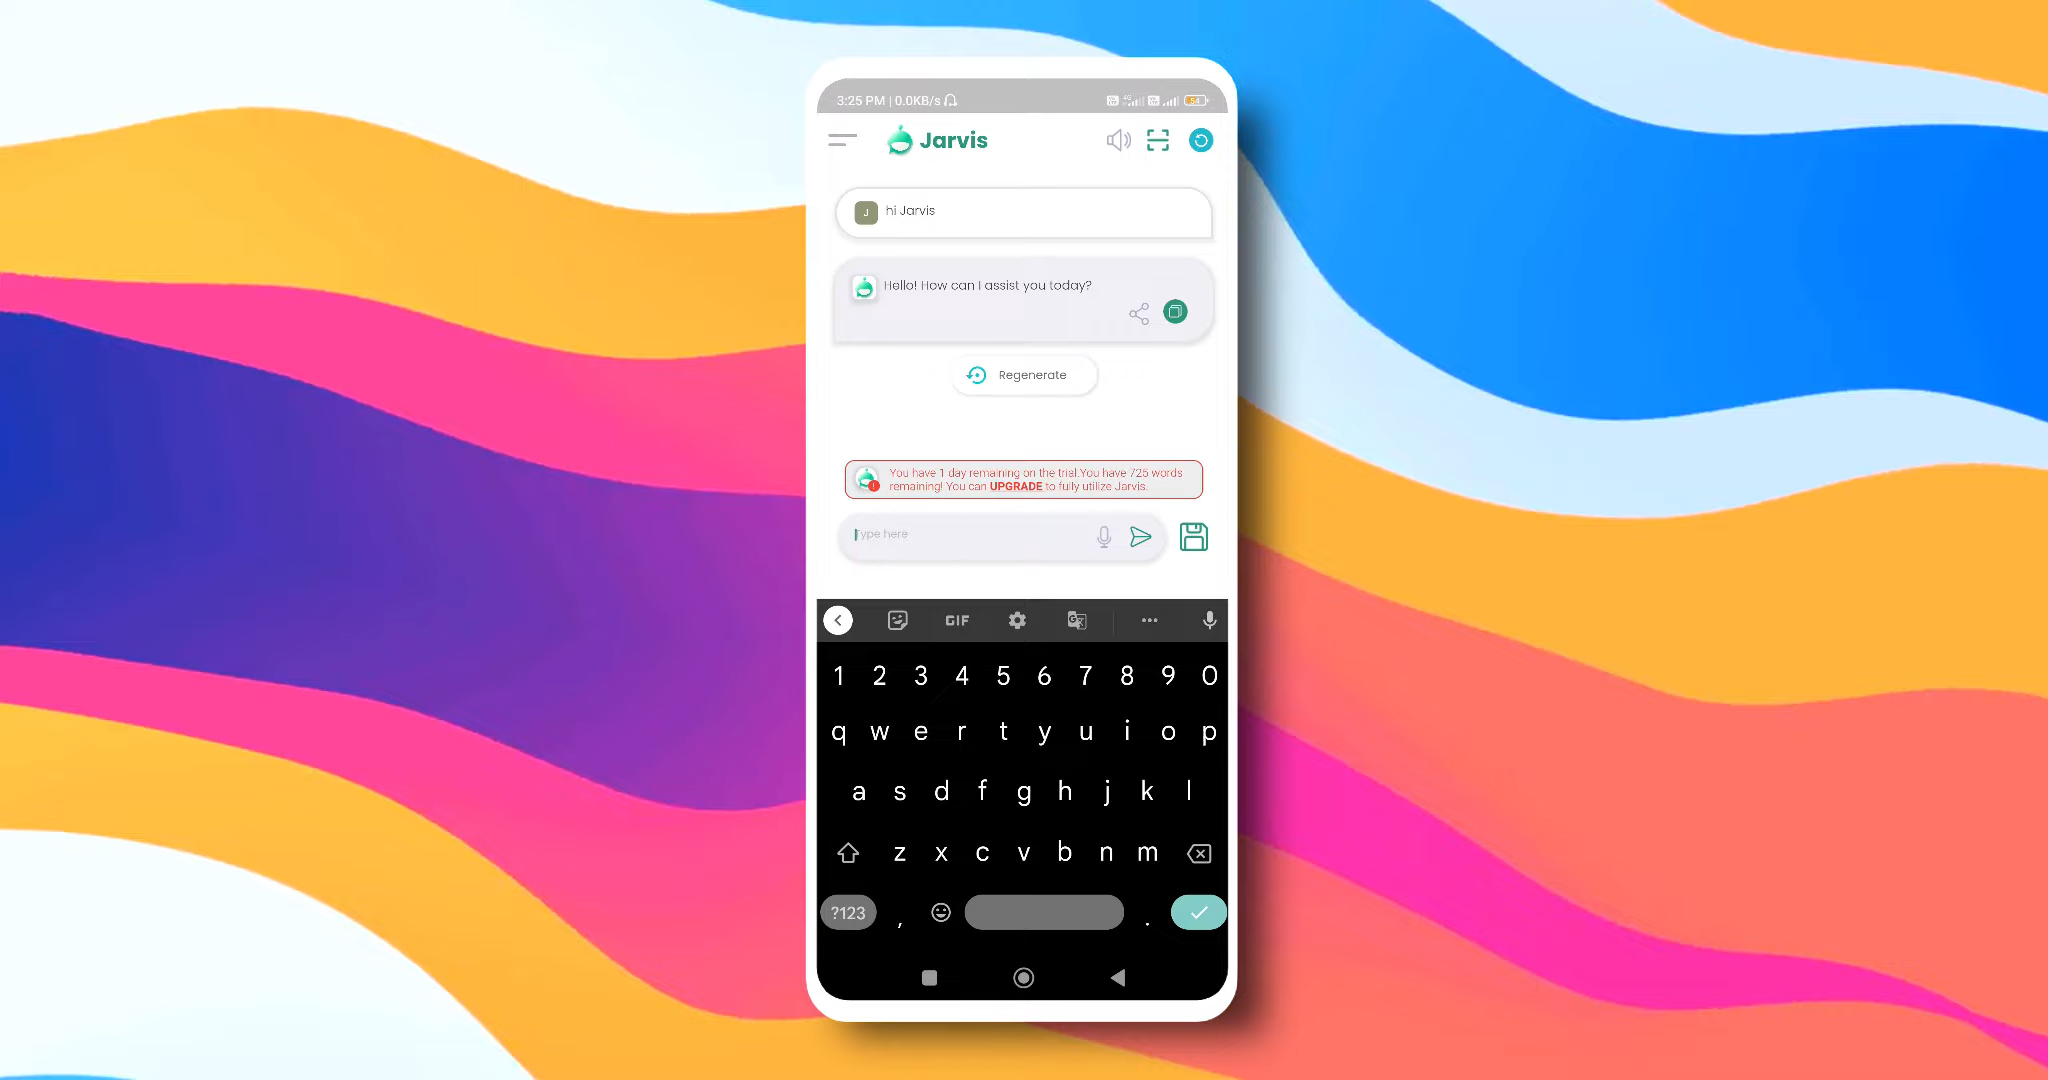 3:25 PM | 0.0KB/s 4G 54
Jarvis
J hi Jarvis
Hello! How can I assist you today?
Regenerate
You have 1 day remaining on the trial.You have 725 words
remaining! You can UPGRADE to fully utilize Jarvis.
Type here
GIF
1 2 3 4 5 6 7 8 9 0
q w e r t y u i o p
a s d f g h j k l
z x c v b n m
?123 , .